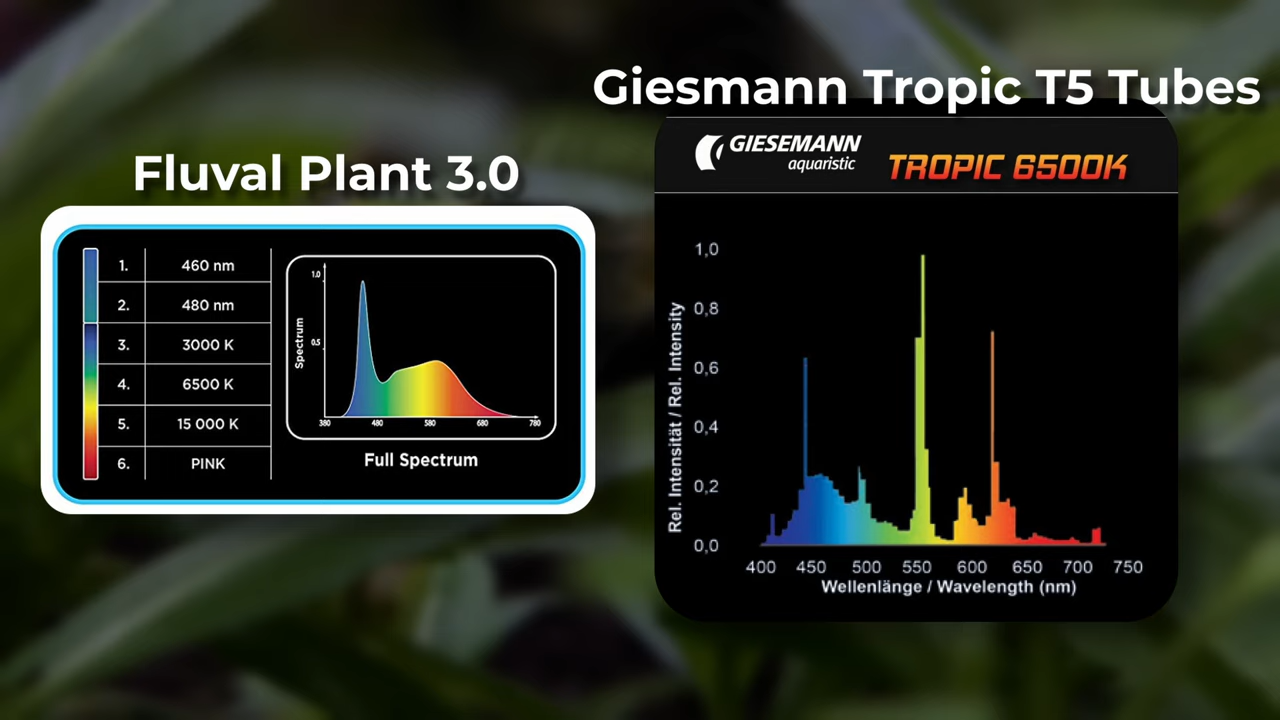 Fluval Plant 3.0
1. 460 nm
2. 480 nm
3. 3000 K
4. 6500 K
5. 15 000 K
6. PINK
Spectrum
1.0
0.5
380 480 580 680 780
Full Spectrum
Giesmann Tropic T5 Tubes
GIESEMANN
aquaristic
TROPIC 6500K
Rel. Intensität / Rel. Intensity
1,0
0,8
0,6
0,4
0,2
0,0
400 450 500 550 600 650 700 750
Wellenlänge / Wavelength (nm)